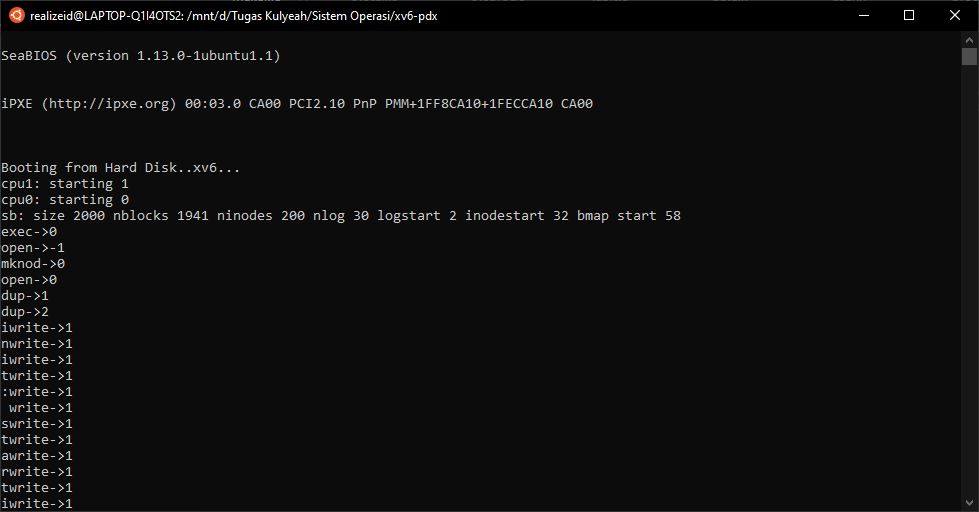 realizeid@LAPTOP-Q1I4OTS2: /mnt/d/Tugas Kulyeah/Sistem Operasi/xv6-pdx
SeaBIOS (version 1.13.0-1ubuntu1.1)
iPXE (http://ipxe.org) 00:03.0 CA00 PCI2.10 PnP PMM+1FF8CA10+1FECCA10 CA00
Booting from Hard Disk..xv6...
cpu1: starting 1
cpu0: starting 0
sb: size 2000 nblocks 1941 ninodes 200 nlog 30 logstart 2 inodestart 32 bmap start 58
exec->0
open->-1
mknod->0
open->0
dup->1
dup->2
iwrite->1
nwrite->1
iwrite->1
twrite->1
:write->1
 write->1
swrite->1
twrite->1
awrite->1
rwrite->1
twrite->1
iwrite->1